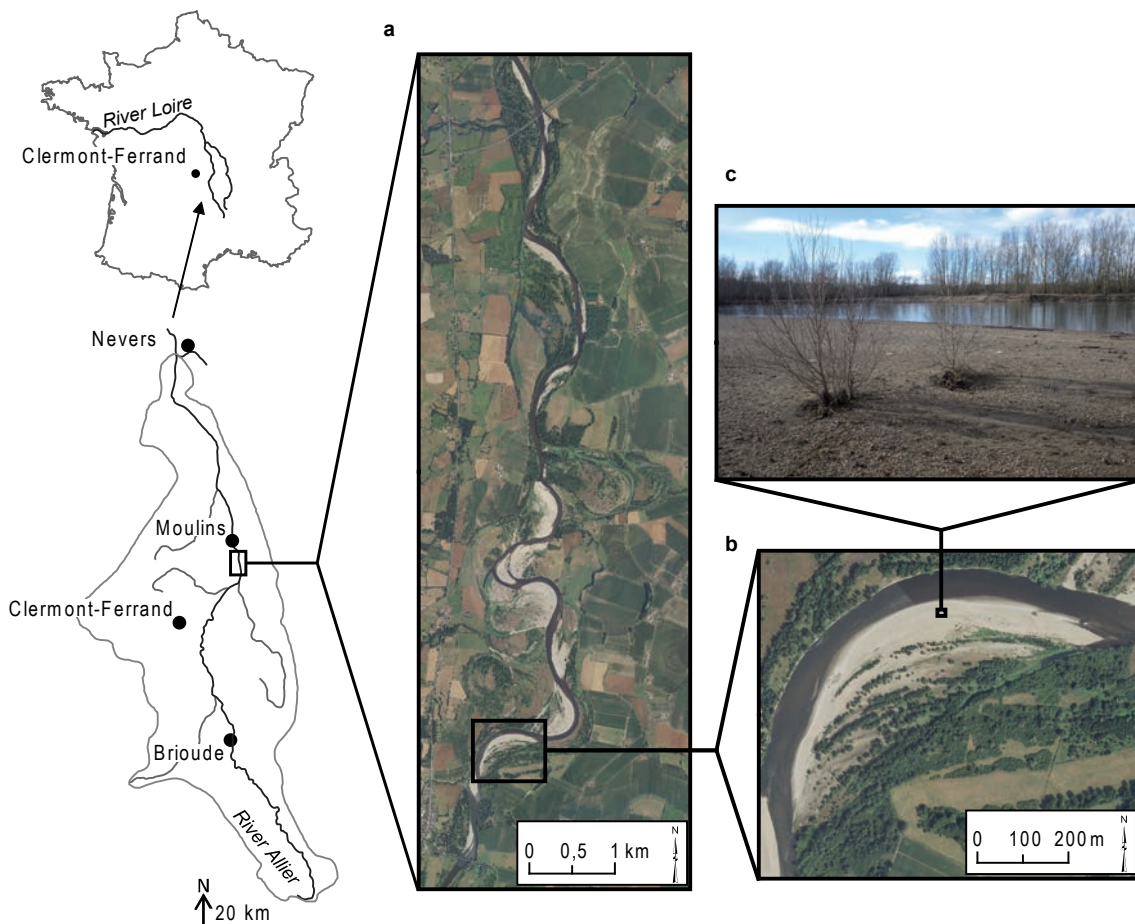 River Loire
Clermont-Ferrand
Nevers
Moulins
Clermont-Ferrand
Brioude
River Allier
N
20 km
a
N
0 0,5 1 km
c
b
N
0 100 200 m